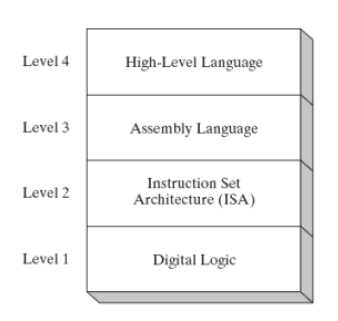 Level 4
High-Level Language
Level 3
Assembly Language
Level 2
Instruction Set
Architecture (ISA)
Level 1
Digital Logic